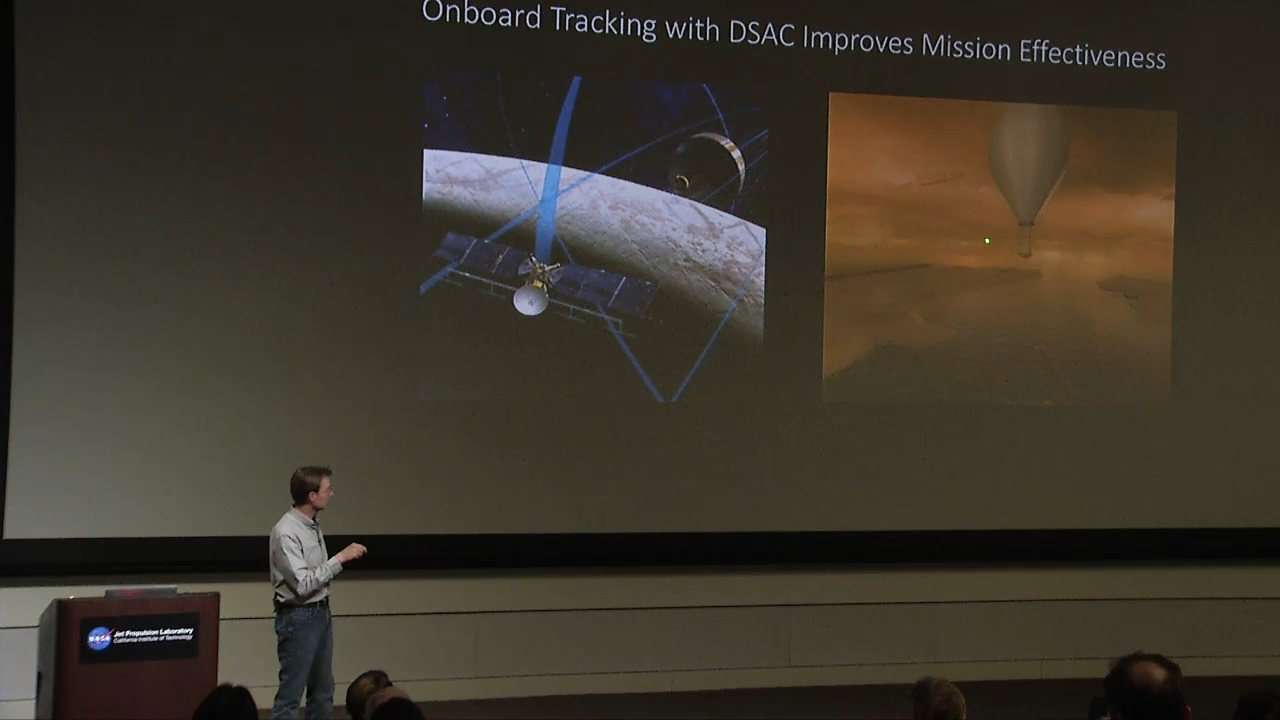 Onboard Tracking with DSAC Improves Mission Effectiveness
NASA
Jet Propulsion Laboratory
California Institute of Technology